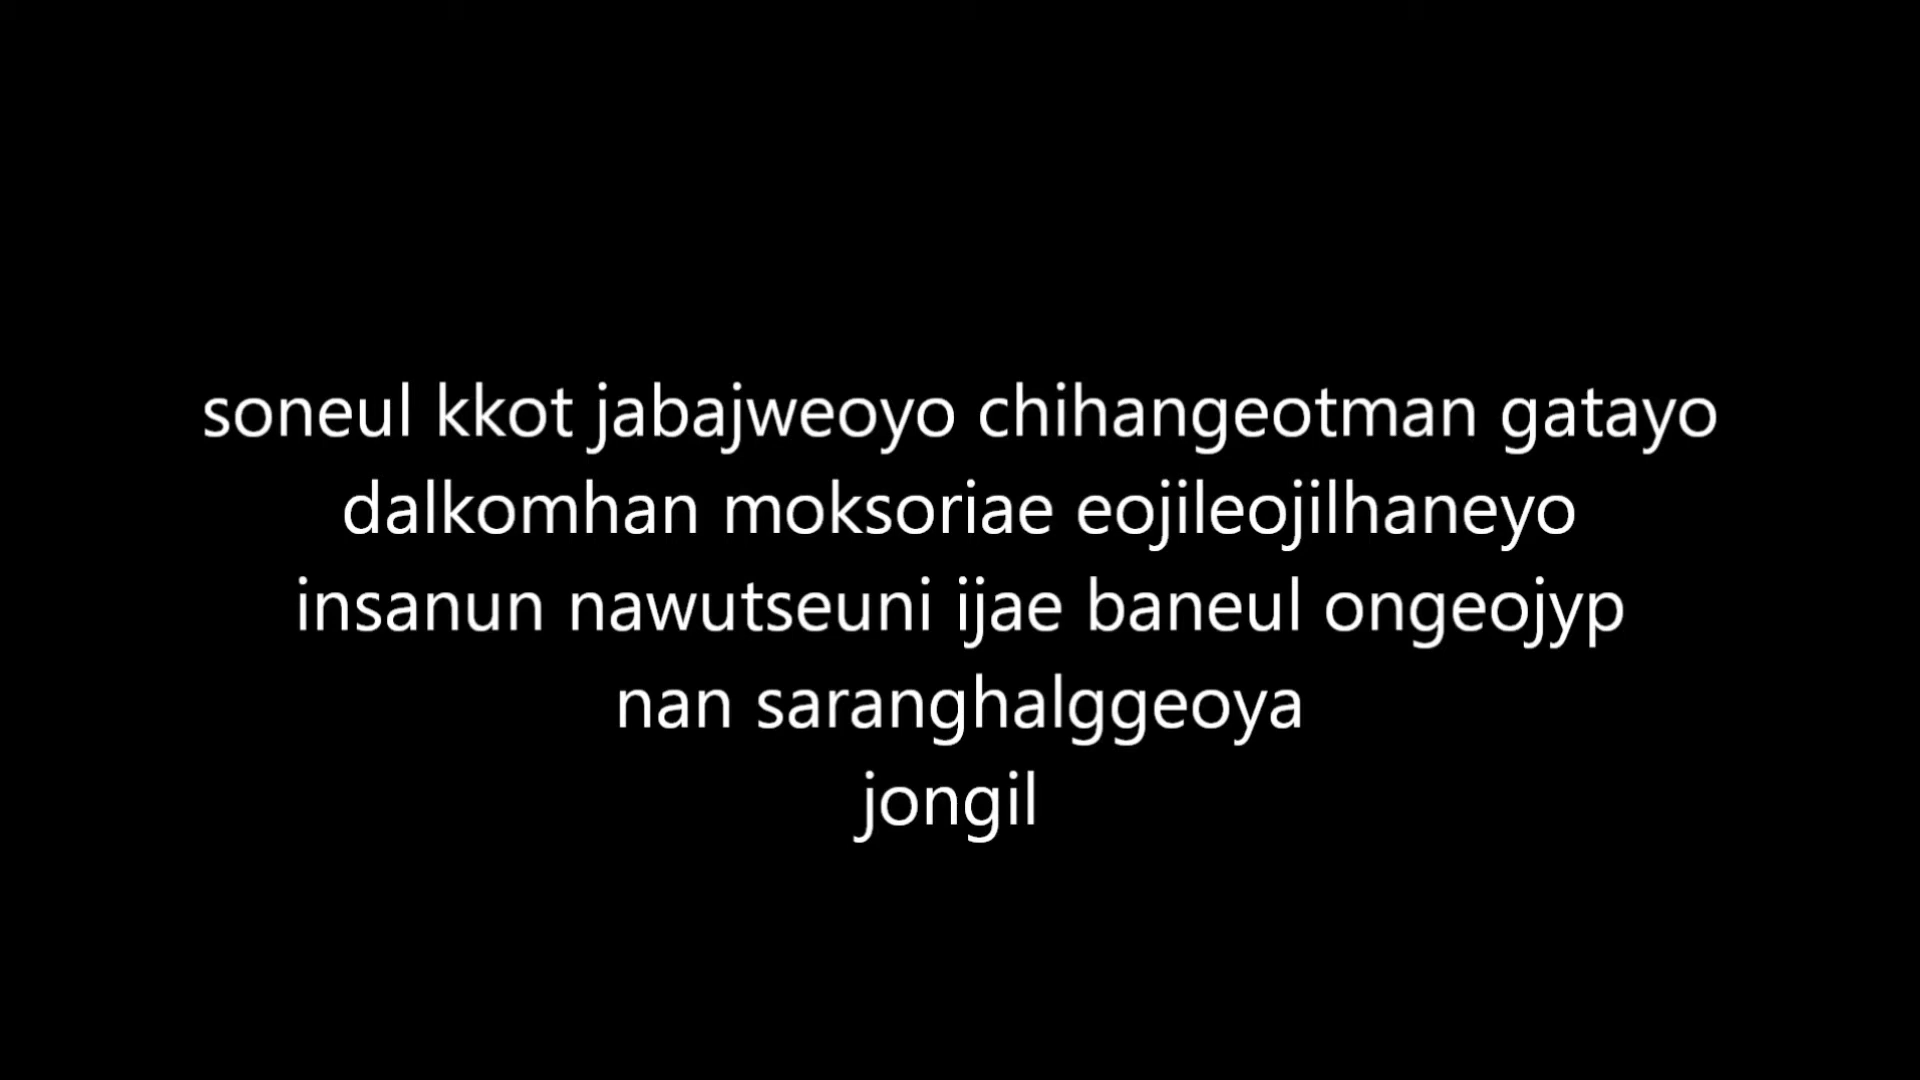 soneul kkot jabajweoyo chihangeotman gatayo
dalkomhan moksoriae eojileojilhaneyo
insanun nawutseuni ijae baneul ongeojyp
nan saranghalggeoya
jongil